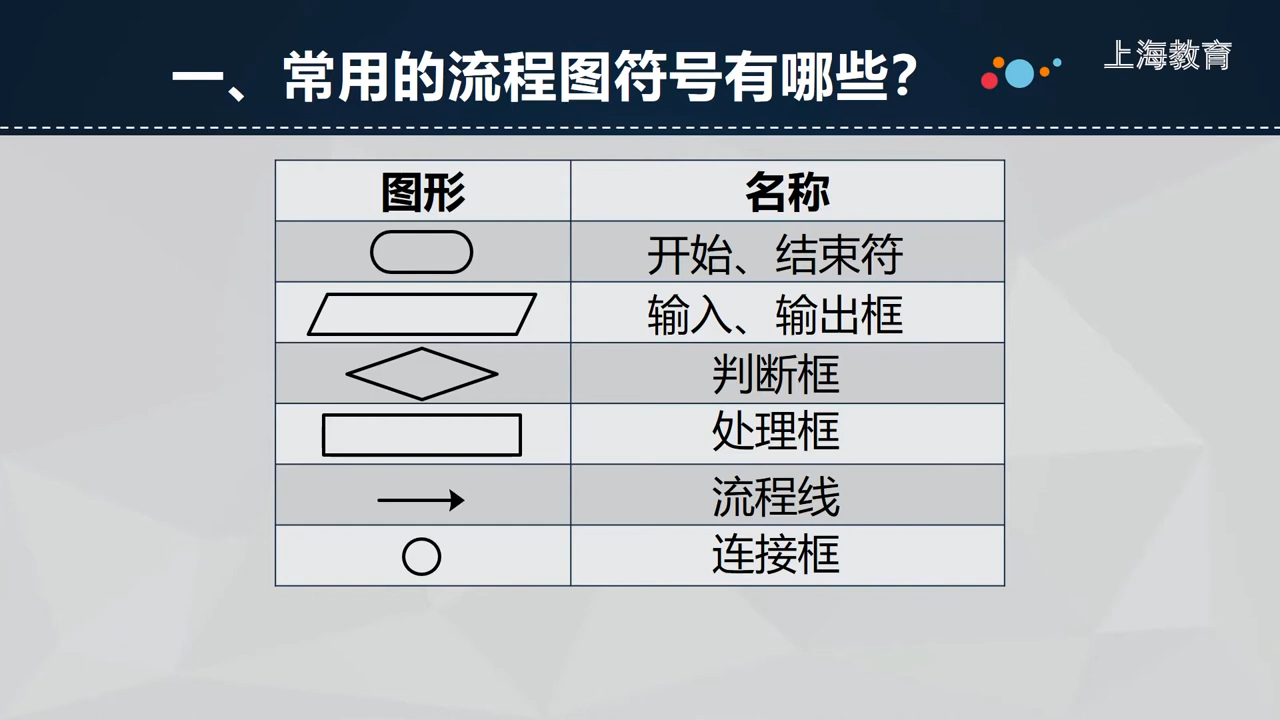 一、常用的流程图符号有哪些？
上海教育
图形 名称
开始、结束符
输入、输出框
判断框
处理框
流程线
连接框